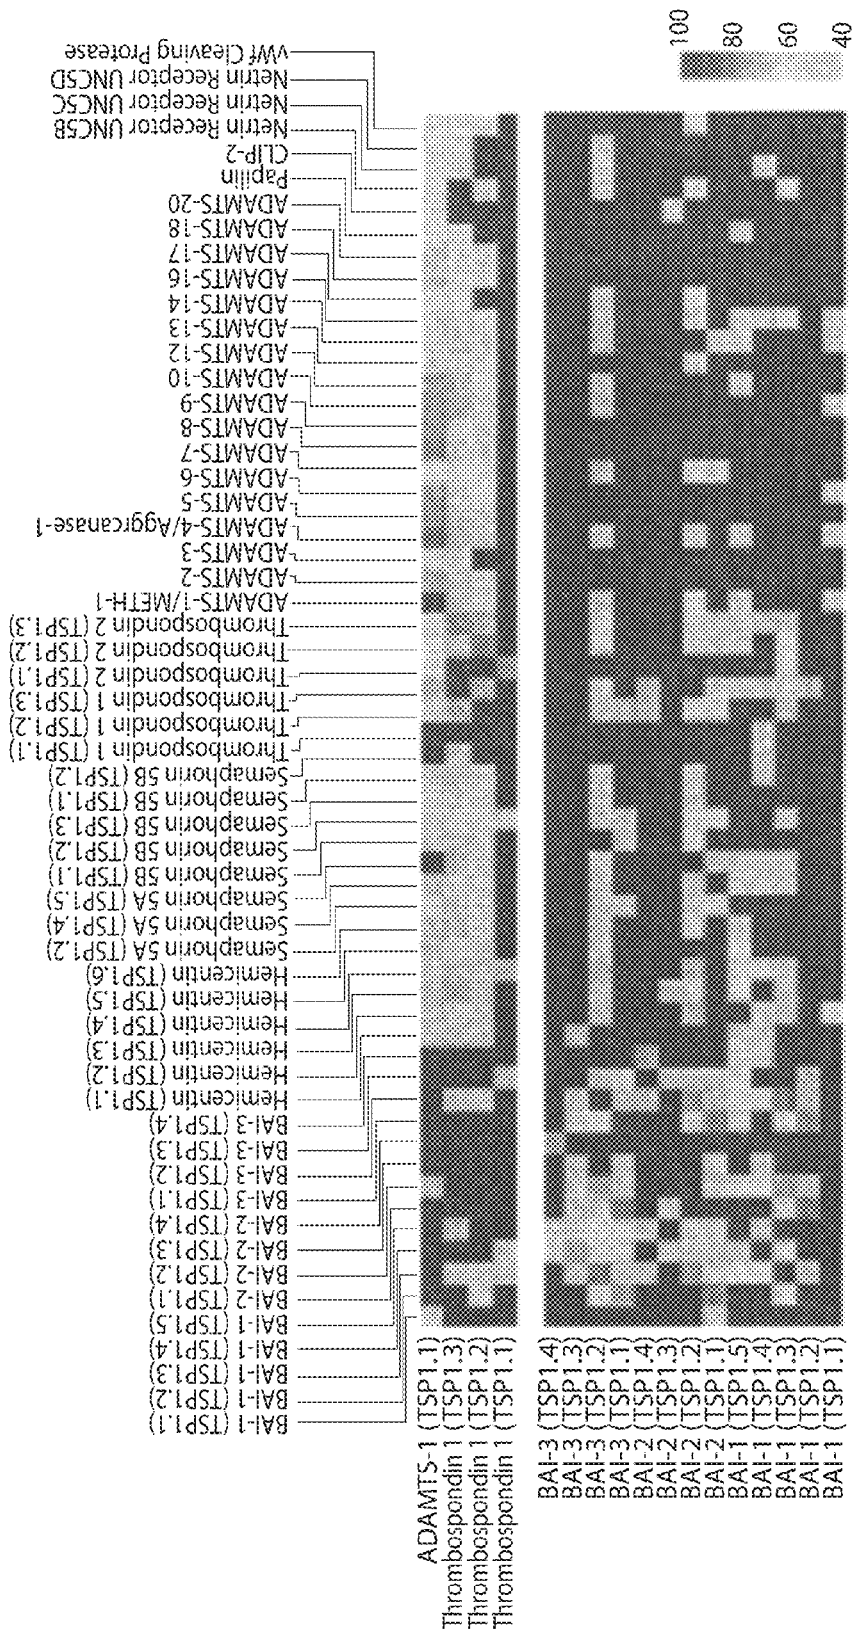 vWf Cleaving Protease
Netrin Receptor UNC5D
Netrin Receptor UNC5C
Netrin Receptor UNC5B
CLIP-2
Papilin
ADAMTS-20
ADAMTS-18
ADAMTS-17
ADAMTS-16
ADAMTS-14
ADAMTS-13
ADAMTS-12
ADAMTS-10
ADAMTS-9
ADAMTS-8
ADAMTS-7
ADAMTS-6
ADAMTS-5
ADAMTS-4/Aggrcanase-1
ADAMTS-3
ADAMTS-2
ADAMTS-1/METH-1
Thrombospondin 2 (TSP1.3)
Thrombospondin 2 (TSP1.2)
Thrombospondin 2 (TSP1.1)
Thrombospondin 1 (TSP1.3)
Thrombospondin 1 (TSP1.2)
Thrombospondin 1 (TSP1.1)
Semaphorin 5B (TSP1.2)
Semaphorin 5B (TSP1.1)
Semaphorin 5B (TSP1.3)
Semaphorin 5B (TSP1.2)
Semaphorin 5B (TSP1.1)
Semaphorin 5A (TSP1.5)
Semaphorin 5A (TSP1.4)
Semaphorin 5A (TSP1.2)
Hemicentin (TSP1.6)
Hemicentin (TSP1.5)
Hemicentin (TSP1.4)
Hemicentin (TSP1.3)
Hemicentin (TSP1.2)
Hemicentin (TSP1.1)
BAI-3 (TSP1.4)
BAI-3 (TSP1.3)
BAI-3 (TSP1.2)
BAI-3 (TSP1.1)
BAI-2 (TSP1.4)
BAI-2 (TSP1.3)
BAI-2 (TSP1.2)
BAI-2 (TSP1.1)
BAI-1 (TSP1.5)
BAI-1 (TSP1.4)
BAI-1 (TSP1.3)
BAI-1 (TSP1.2)
BAI-1 (TSP1.1)
100
80
60
40
ADAMTS-1 (TSP1.1)
Thrombospondin 1 (TSP1.3)
Thrombospondin 1 (TSP1.2)
Thrombospondin 1 (TSP1.1)
BAI-3 (TSP1.4)
BAI-3 (TSP1.3)
BAI-3 (TSP1.2)
BAI-3 (TSP1.1)
BAI-2 (TSP1.4)
BAI-2 (TSP1.3)
BAI-2 (TSP1.2)
BAI-2 (TSP1.1)
BAI-1 (TSP1.5)
BAI-1 (TSP1.4)
BAI-1 (TSP1.3)
BAI-1 (TSP1.2)
BAI-1 (TSP1.1)